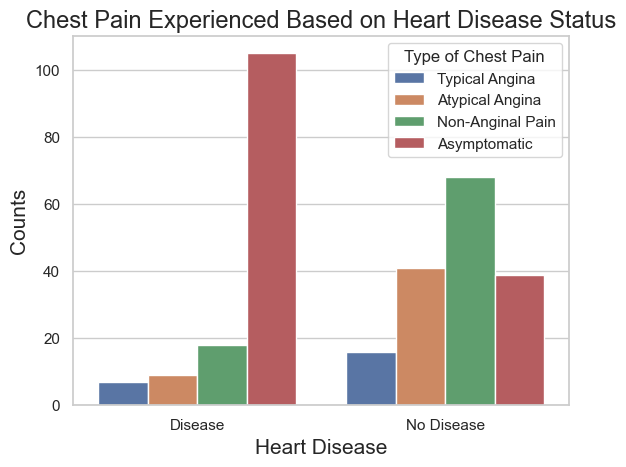 Chest Pain Experienced Based on Heart Disease Status
Type of Chest Pain
Typical Angina
Atypical Angina
Non-Anginal Pain
Asymptomatic
Counts
100
80
60
40
20
0
Disease
No Disease
Heart Disease